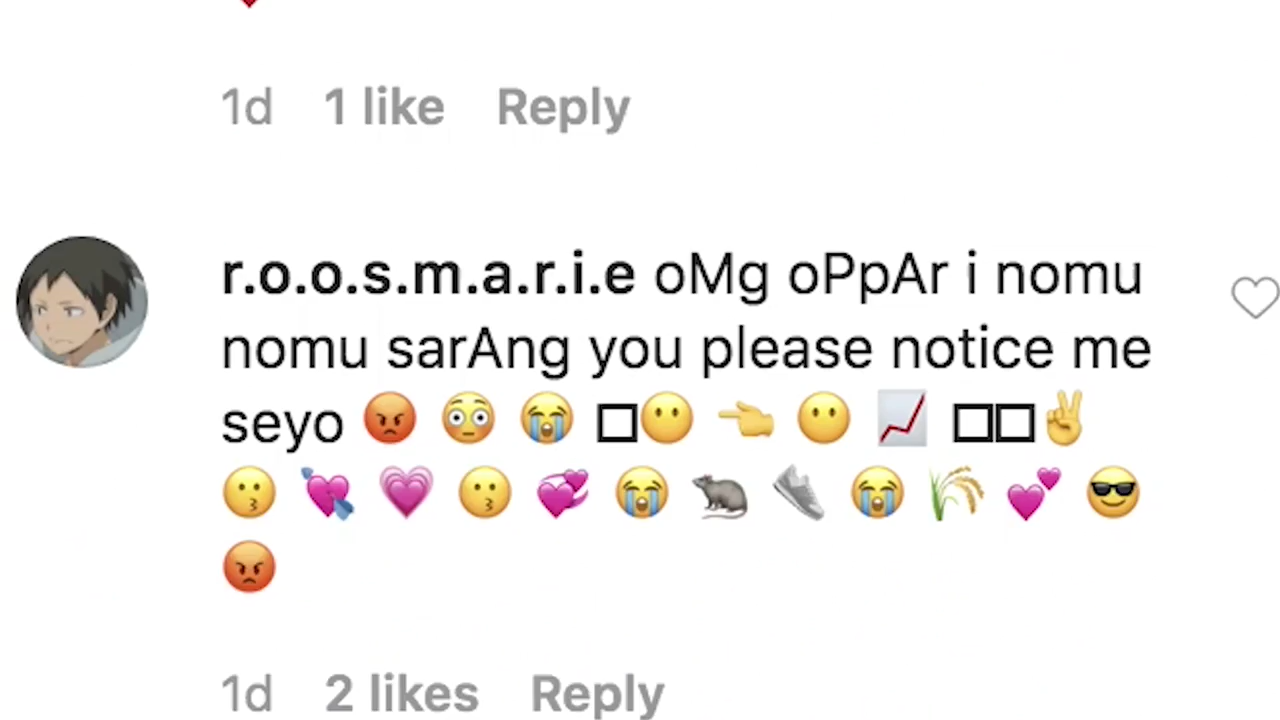 1d 1 like Reply
r.o.o.s.m.a.r.i.e oMg oPpAr i nomu
nomu sarAng you please notice me
seyo 😡 😳 😭 □😶 👈 😶 📈 □□✌️
😗 💘 💗 😗 💞 😭 🐀 👟 😭 🌾 💕 😎
😡
1d 2 likes Reply